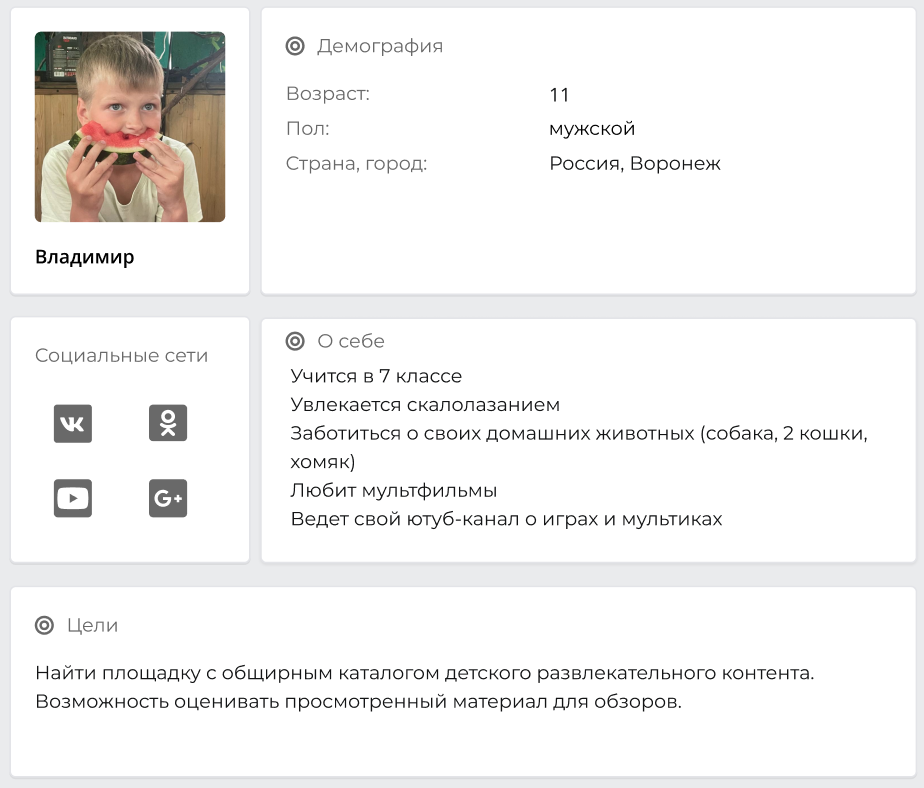 Владимир
Демография
Возраст: 11
Пол: мужской
Страна, город: Россия, Воронеж
Социальные сети
G+
О себе
Учится в 7 классе
Увлекается скалолазанием
Заботиться о своих домашних животных (собака, 2 кошки,
хомяк)
Любит мультфильмы
Ведет свой ютуб-канал о играх и мультиках
Цели
Найти площадку с общирным каталогом детского развлекательного контента.
Возможность оценивать просмотренный материал для обзоров.